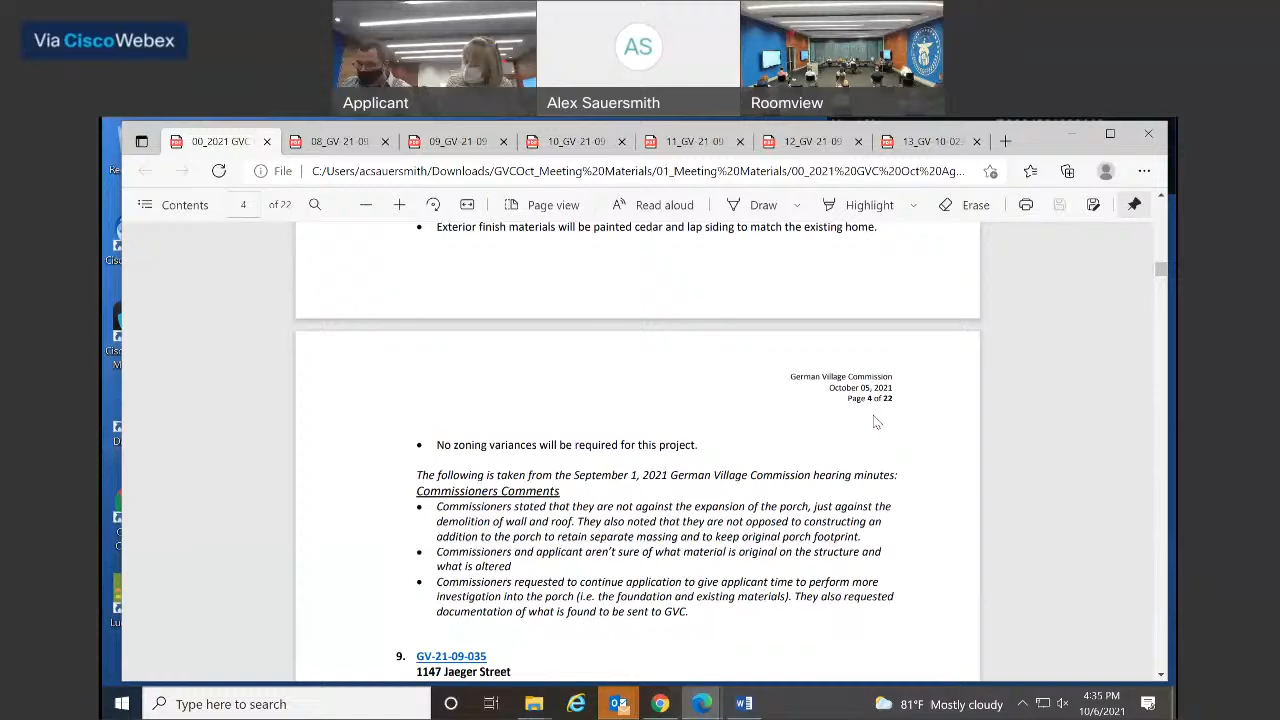 Via CiscoWebex
Applicant
AS
Alex Sauersmith
Roomview
00_2021 GVC
08_GV-21-09
09_GV-21-09
10_GV-21-09
11_GV-21-09
12_GV-21-09
13_GV-10-02
File
C:/Users/acsauersmith/Downloads/GVCOct_Meeting%20Materials/01_Meeting%20Materials/00_2021%20GVC%20Oct%20Ag...
Contents
4
of 22
Page view
Read aloud
Draw
Highlight
Erase
• Exterior finish materials will be painted cedar and lap siding to match the existing home.
German Village Commission
October 05, 2021
Page 4 of 22
• No zoning variances will be required for this project.
The following is taken from the September 1, 2021 German Village Commission hearing minutes:
Commissioners Comments
• Commissioners stated that they are not against the expansion of the porch, just against the
demolition of wall and roof. They also noted that they are not opposed to constructing an
addition to the porch to retain separate massing and to keep original porch footprint.
• Commissioners and applicant aren't sure of what material is original on the structure and
what is altered
• Commissioners requested to continue application to give applicant time to perform more
investigation into the porch (i.e. the foundation and existing materials). They also requested
documentation of what is found to be sent to GVC.
9. GV-21-09-035
1147 Jaeger Street
Type here to search
81°F Mostly cloudy
4:35 PM
10/6/2021